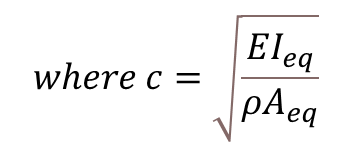 where c = √(EI_eq / ρA_eq)